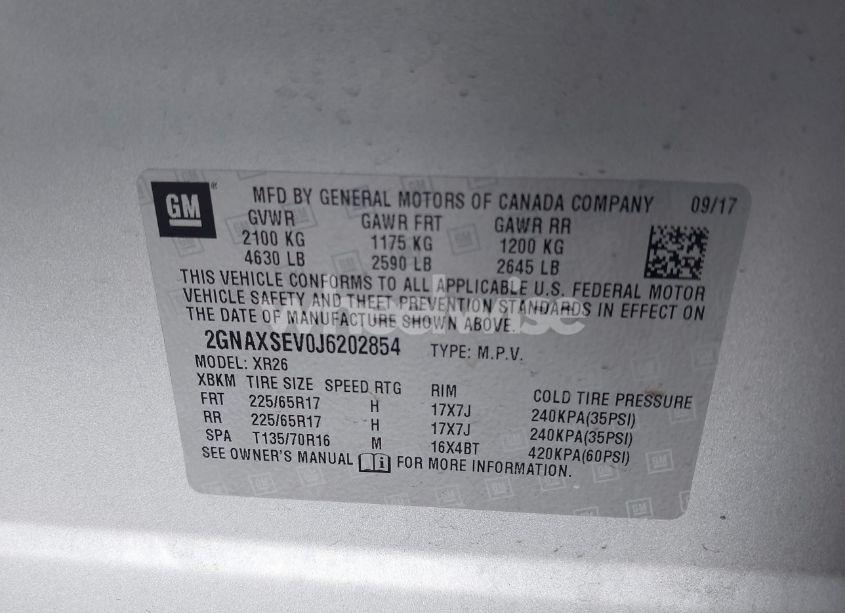 GM ® MFD BY GENERAL MOTORS OF CANADA COMPANY 09/17
GVWR GAWR FRT GAWR RR
2100 KG 1175 KG 1200 KG
4630 LB 2590 LB 2645 LB
THIS VEHICLE CONFORMS TO ALL APPLICABLE U.S. FEDERAL MOTOR
VEHICLE SAFETY AND THEFT PREVENTION STANDARDS IN EFFECT ON
THE DATE OF MANUFACTURE SHOWN ABOVE.
wheelwise
2GNAXSEV0J6202854 TYPE: M.P.V.
MODEL: XR26
XBKM TIRE SIZE SPEED RTG RIM COLD TIRE PRESSURE
FRT 225/65R17 H 17X7J 240KPA(35PSI)
RR 225/65R17 H 17X7J 240KPA(35PSI)
SPA T135/70R16 M 16X4BT 420KPA(60PSI)
SEE OWNER'S MANUAL FOR MORE INFORMATION.